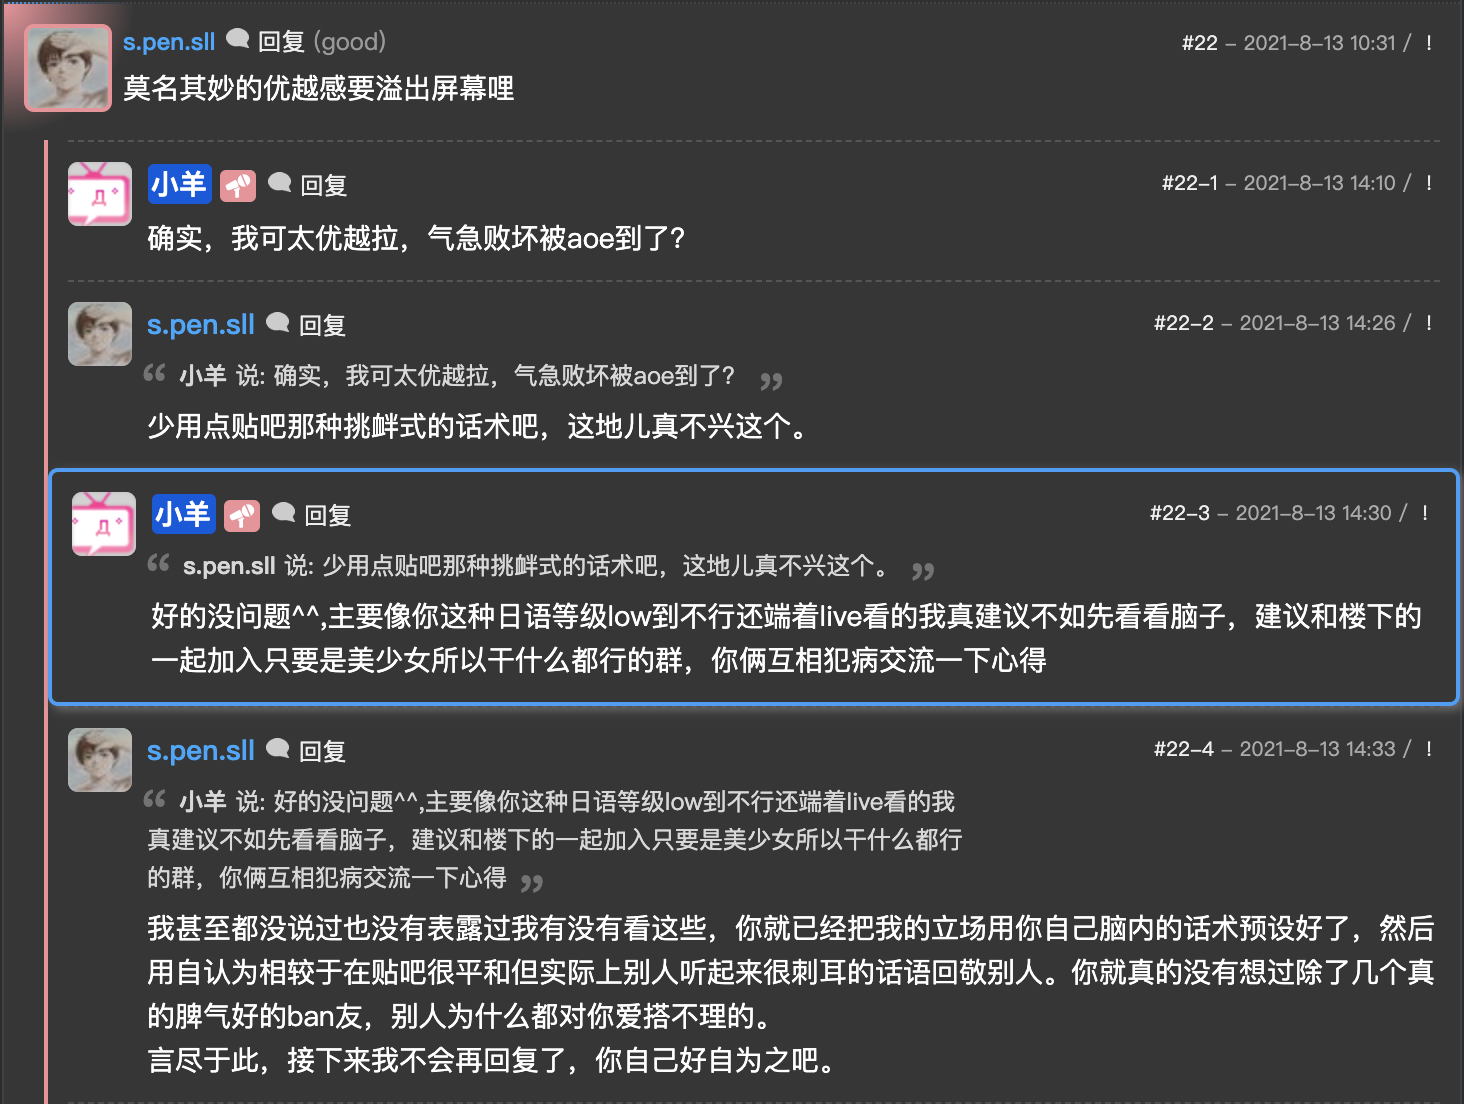 s.pen.sll 回复 (good) #22 – 2021-8-13 10:31 / !
莫名其妙的优越感要溢出屏幕哩
小羊 回复 #22-1 – 2021-8-13 14:10 / !
确实，我可太优越拉，气急败坏被aoe到了？
s.pen.sll 回复 #22-2 – 2021-8-13 14:26 / !
“ 小羊 说: 确实，我可太优越拉，气急败坏被aoe到了？ ”
少用点贴吧那种挑衅式的话术吧，这地儿真不兴这个。
小羊 回复 #22-3 – 2021-8-13 14:30 / !
“ s.pen.sll 说: 少用点贴吧那种挑衅式的话术吧，这地儿真不兴这个。 ”
好的没问题^^,主要像你这种日语等级low到不行还端着live看的我真建议不如先看看脑子，建议和楼下的
一起加入只要是美少女所以干什么都行的群，你俩互相犯病交流一下心得
s.pen.sll 回复 #22-4 – 2021-8-13 14:33 / !
“ 小羊 说: 好的没问题^^,主要像你这种日语等级low到不行还端着live看的我
真建议不如先看看脑子，建议和楼下的一起加入只要是美少女所以干什么都行
的群，你俩互相犯病交流一下心得 ”
我甚至都没说过也没有表露过我有没有看这些，你就已经把我的立场用你自己脑内的话术预设好了，然后
用自认为相较于在贴吧很平和但实际上别人听起来很刺耳的话语回敬别人。你就真的没有想过除了几个真
的脾气好的ban友，别人为什么都对你爱搭不理的。
言尽于此，接下来我不会再回复了，你自己好自为之吧。